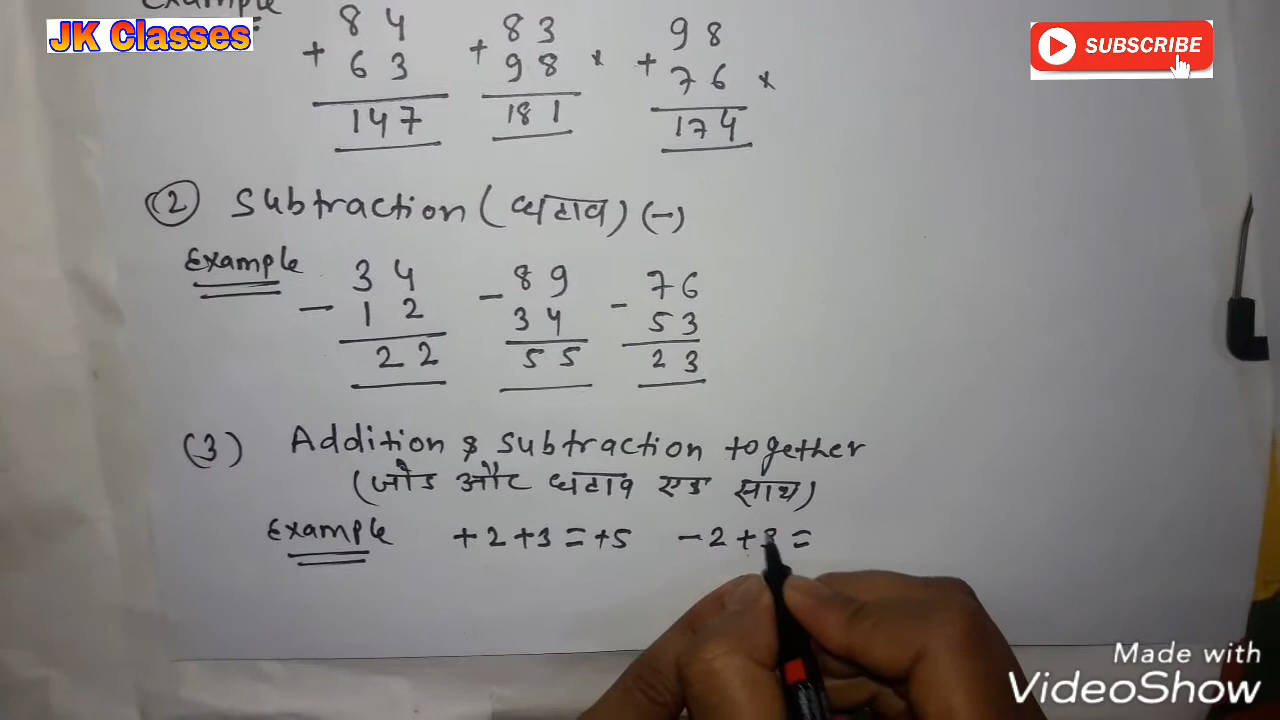 Example
JK Classes
SUBSCRIBE
84 83 98
+ 63 + 98 × + 76 ×
147 181 174
(2) Subtraction (घटाव) (-)
Example 34 89 76
- 12 - 34 - 53
22 55 23
(3) Addition & Subtraction together
(जोड और घटाव एड साथ)
Example +2+3=+5 -2+3=
Made with
VideoShow